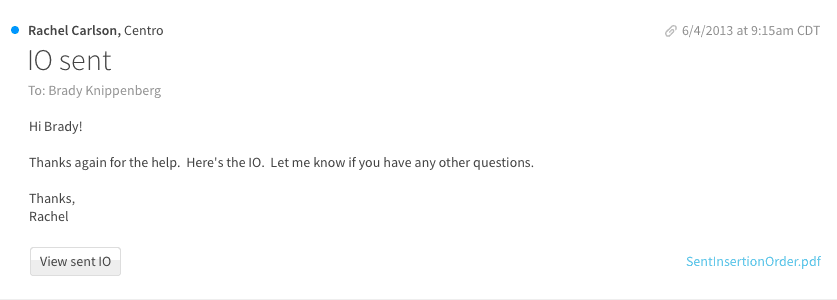 Rachel Carlson, Centro
6/4/2013 at 9:15am CDT
IO sent
To: Brady Knippenberg
Hi Brady!
Thanks again for the help.  Here's the IO.  Let me know if you have any other questions.
Thanks,
Rachel
View sent IO
SentInsertionOrder.pdf